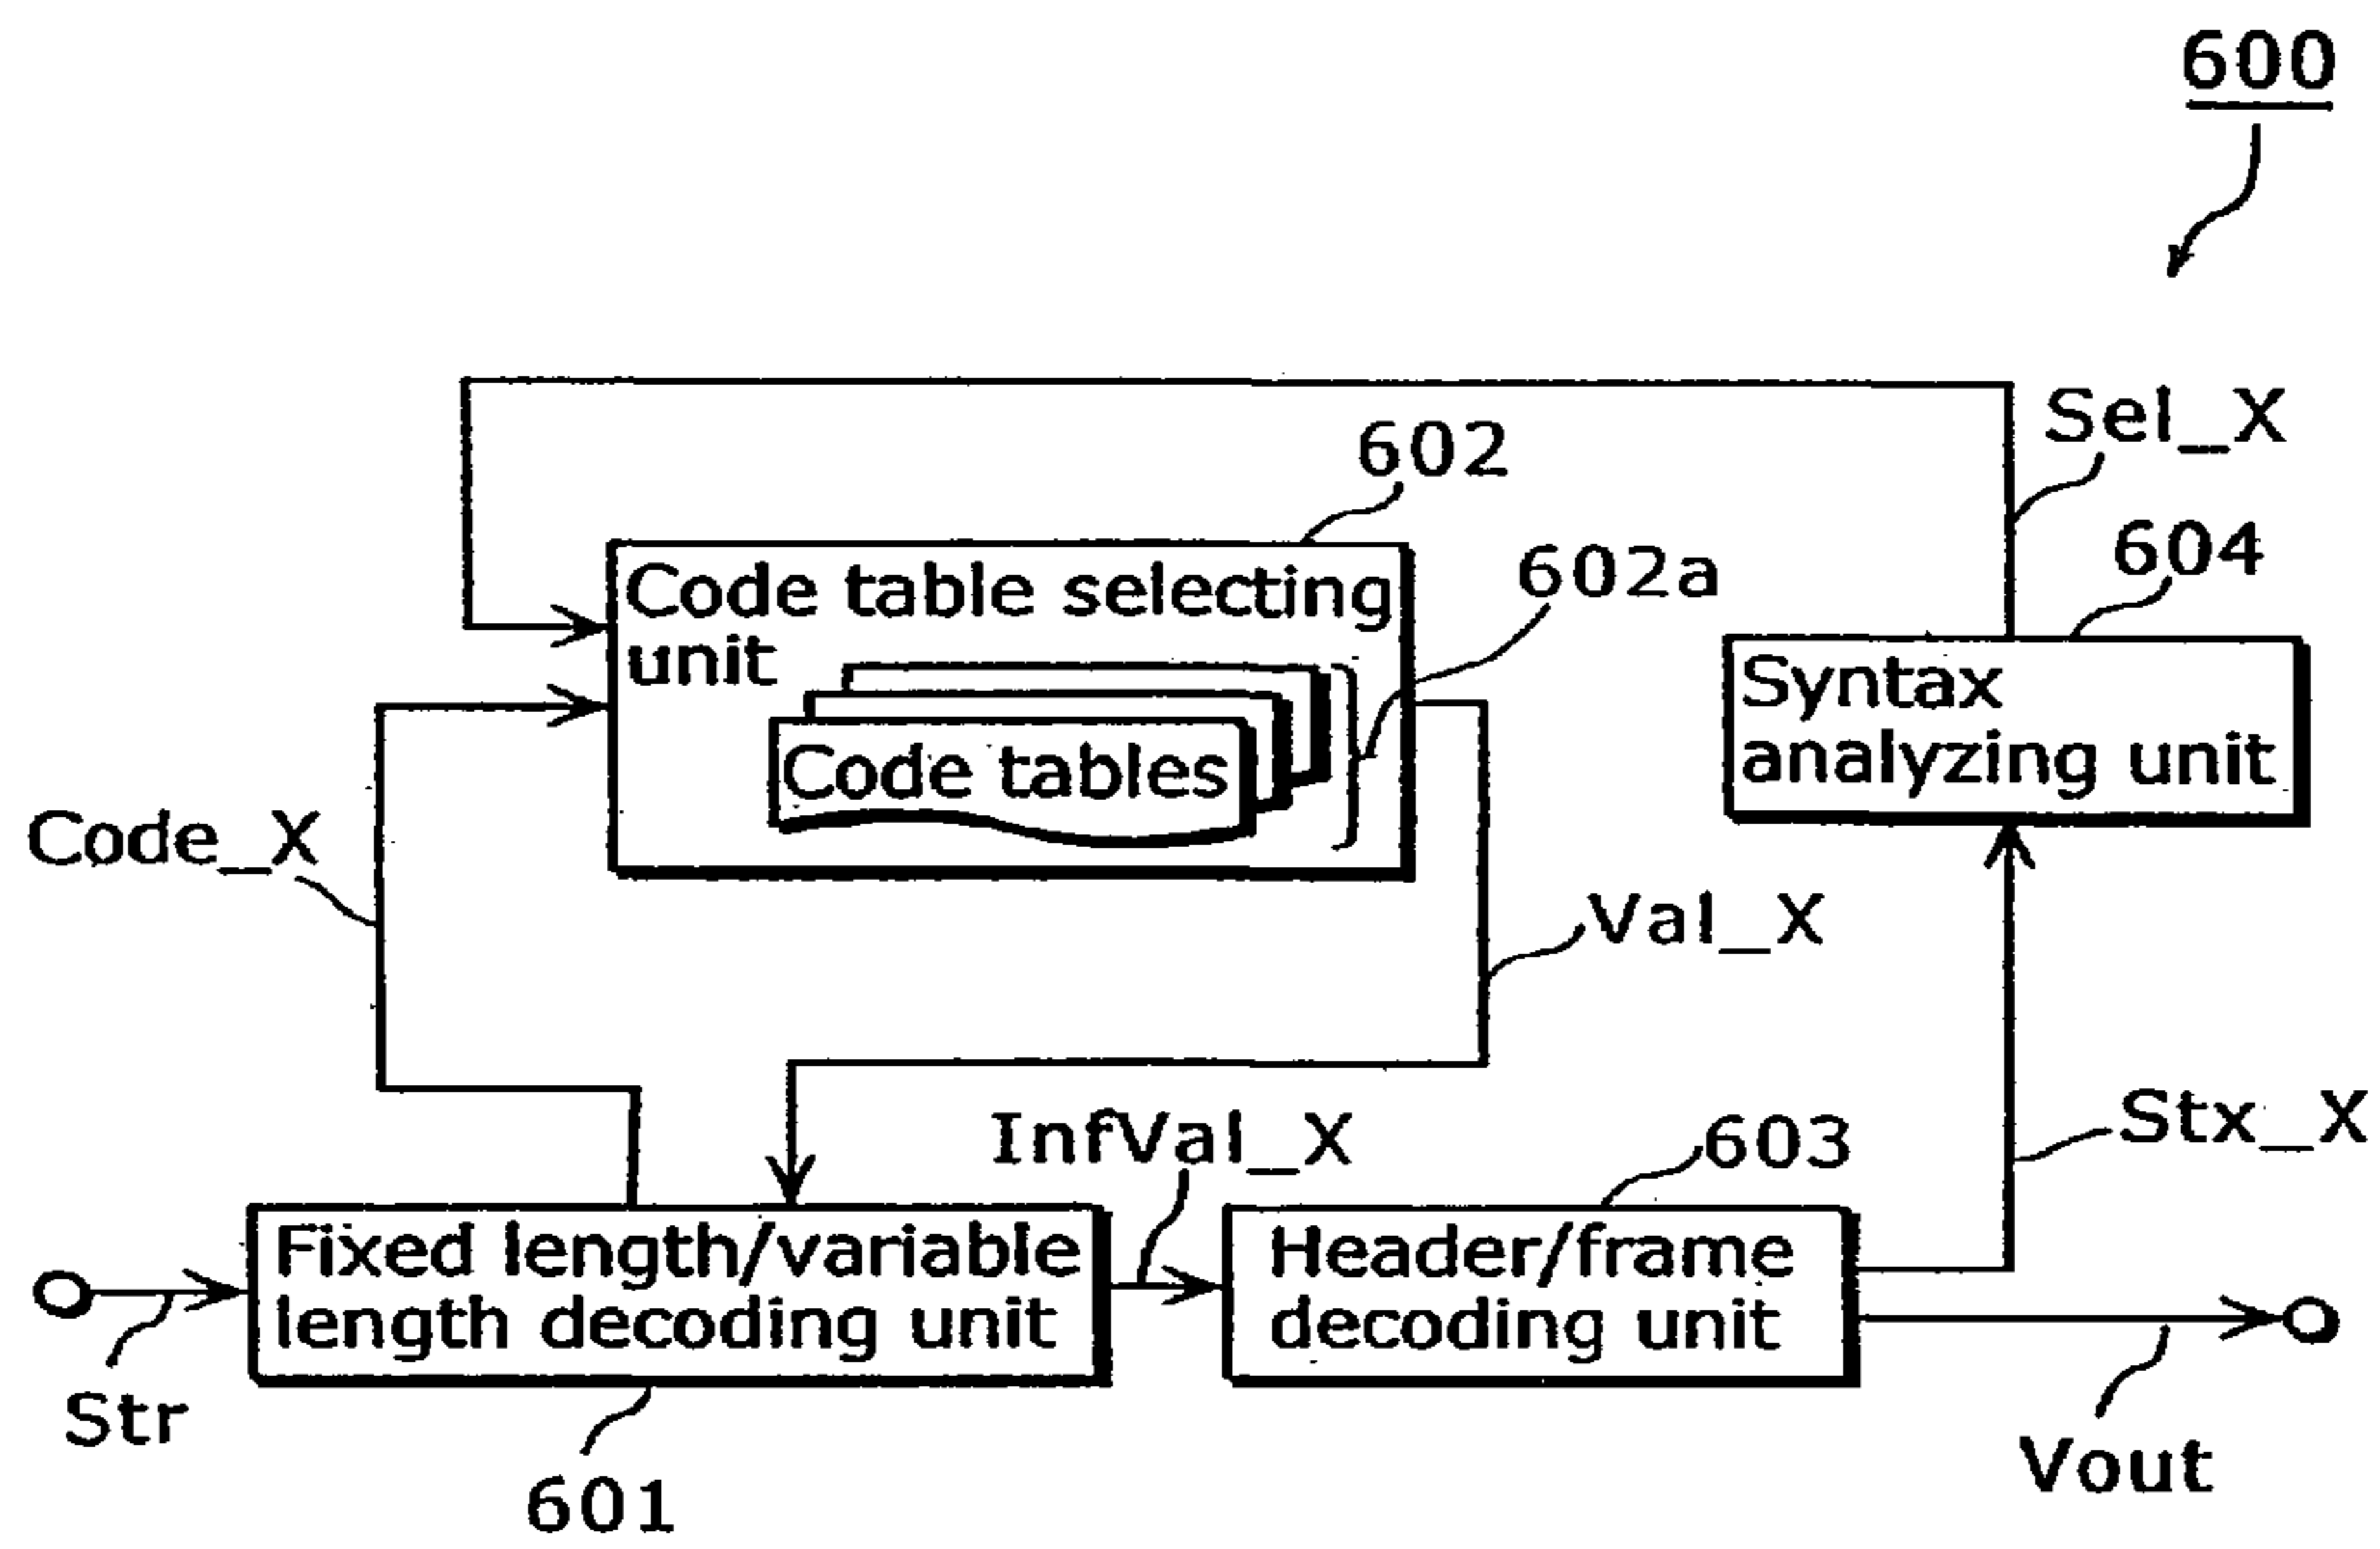 600
Sel_X
602
604
602a
Code table selecting
unit
Code tables
Syntax
analyzing unit
Code_X
Val_X
InfVal_X
603
Stx_X
Fixed length/variable
length decoding unit
Header/frame
decoding unit
Str
601
Vout